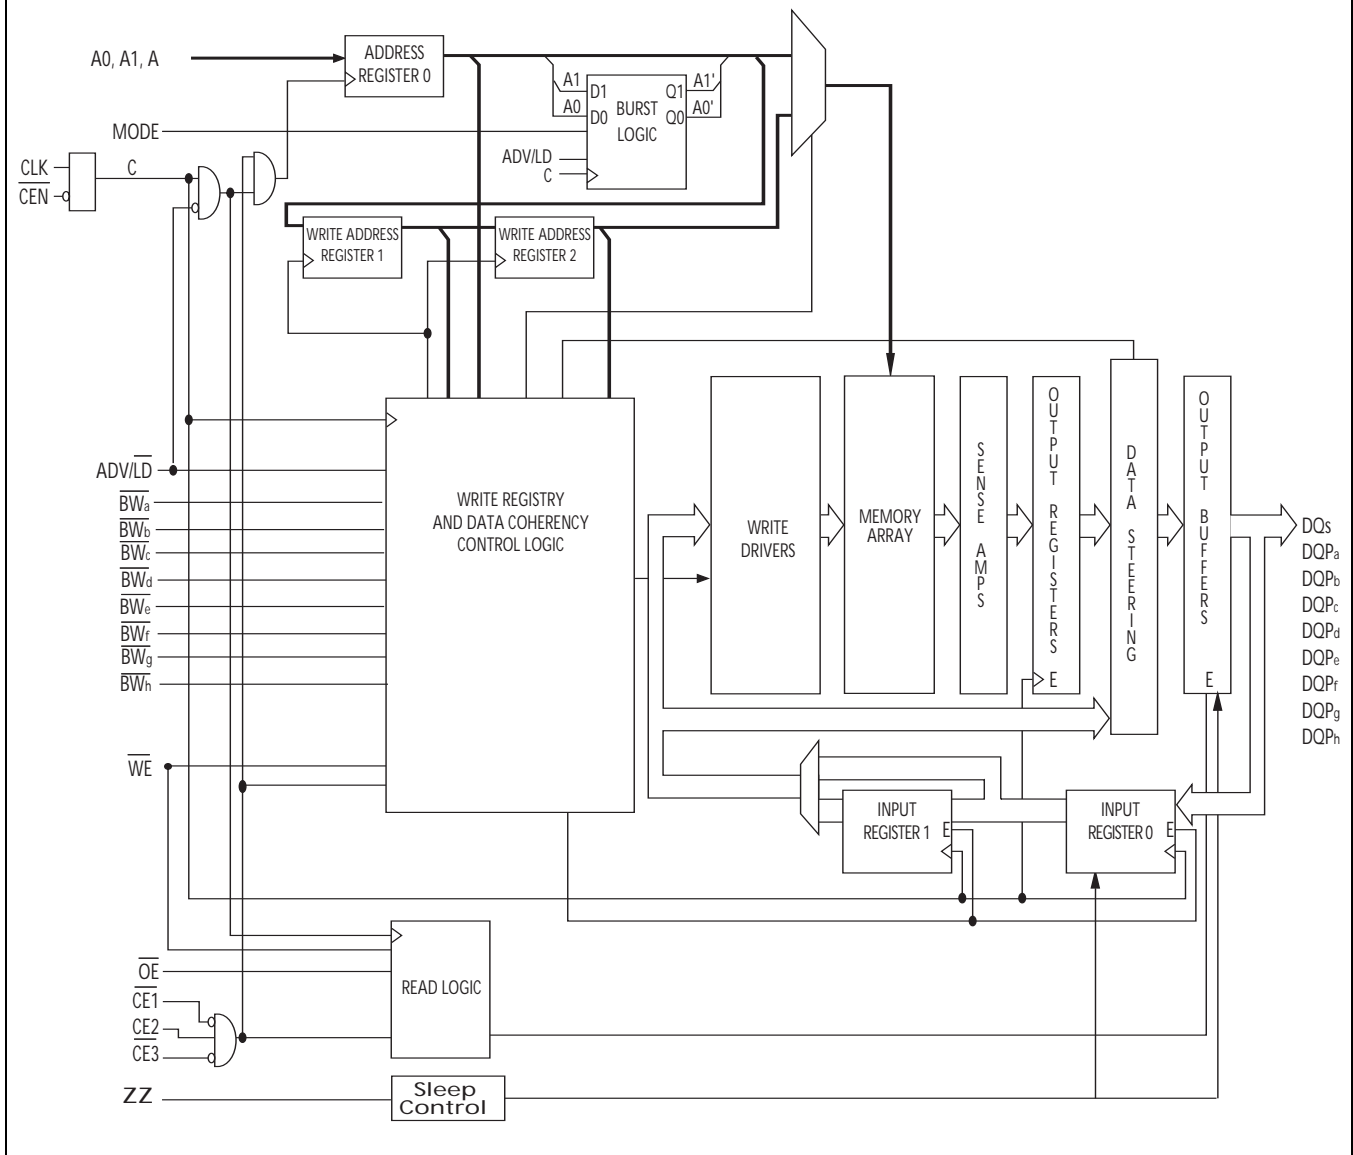 A0, A1, A
ADDRESS
REGISTER 0
A1
A0
D1
D0
BURST
LOGIC
Q1
Q0
A1'
A0'
MODE
ADV/LD
C
CLK
CEN
C
WRITE ADDRESS
REGISTER 1
WRITE ADDRESS
REGISTER 2
ADV/LD
BWa
BWb
BWc
BWd
BWe
BWf
BWg
BWh
WE
WRITE REGISTRY
AND DATA COHERENCY
CONTROL LOGIC
WRITE
DRIVERS
MEMORY
ARRAY
SENSE AMPS
OUTPUT REGISTERS
E
DATA STEERING
OUTPUT BUFFERS
E
DQs
DQPa
DQPb
DQPc
DQPd
DQPe
DQPf
DQPg
DQPh
INPUT
REGISTER 1
E
INPUT
REGISTER 0
E
OE
CE1
CE2
CE3
READ LOGIC
ZZ
Sleep
Control